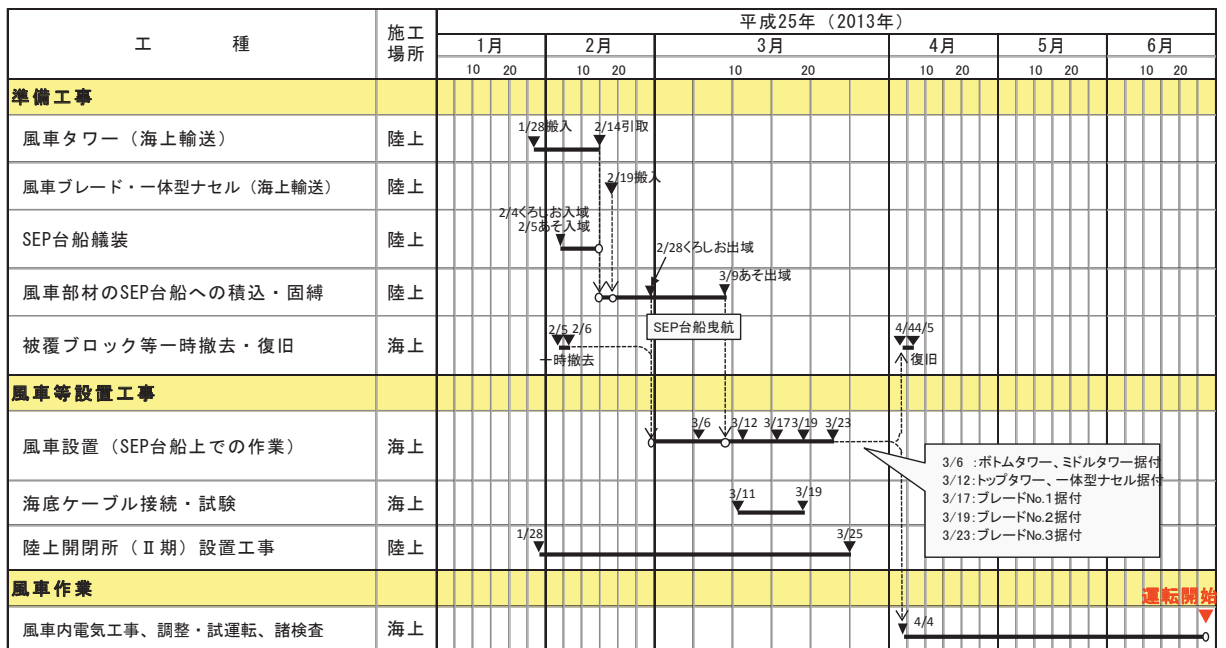 平成25年（2013年）
工　種
施工
場所
1月 2月 3月 4月 5月 6月
10 20 10 20 10 20 10 20 10 20 10 20
準備工事
風車タワー（海上輸送） 陸上 1/28搬入 2/14引取
風車ブレード・一体型ナセル（海上輸送） 陸上 2/19搬入
2/4くろしお入域
2/5あそ入域
SEP台船艤装 陸上
2/28くろしお出域
3/9あそ出域
風車部材のSEP台船への積込・固縛 陸上
SEP台船曳航
被覆ブロック等一時撤去・復旧 海上 2/5 2/6 4/4 4/5
一時撤去 復旧
風車等設置工事
風車設置（SEP台船上での作業） 海上 3/6 3/12 3/17 3/19 3/23
3/6 ：ボトムタワー、ミドルタワー据付
3/12：トップタワー、一体型ナセル据付
3/17：ブレードNo.1据付
3/19：ブレードNo.2据付
3/23：ブレードNo.3据付
海底ケーブル接続・試験 海上 3/11 3/19
陸上開閉所（Ⅱ期）設置工事 陸上 1/28 3/25
風車作業
運転開始
風車内電気工事、調整・試運転、諸検査 海上 4/4